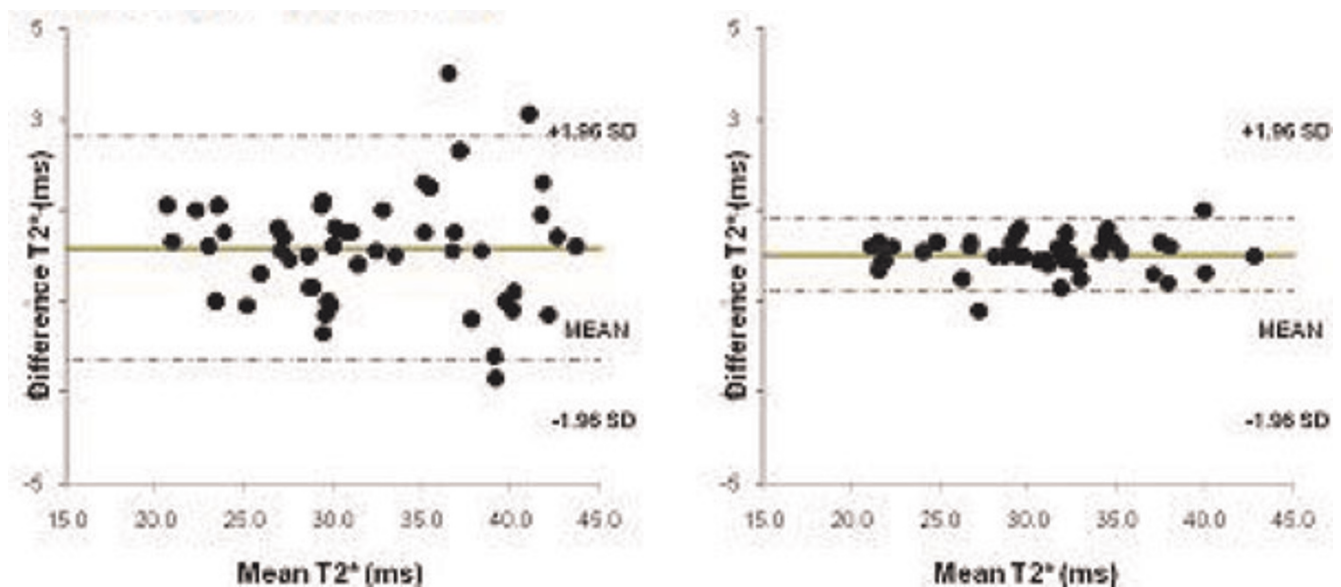 5
3
-5
15.0 20.0 25.0 30.0 35.0 40.0 45.0
Difference T2* (ms)
Mean T2* (ms)
+1.96 SD
MEAN
-1.96 SD
5
3
-5
15.0 20.0 25.0 30.0 35.0 40.0 45.0
Difference T2* (ms)
Mean T2* (ms)
+1.96 SD
MEAN
-1.96 SD